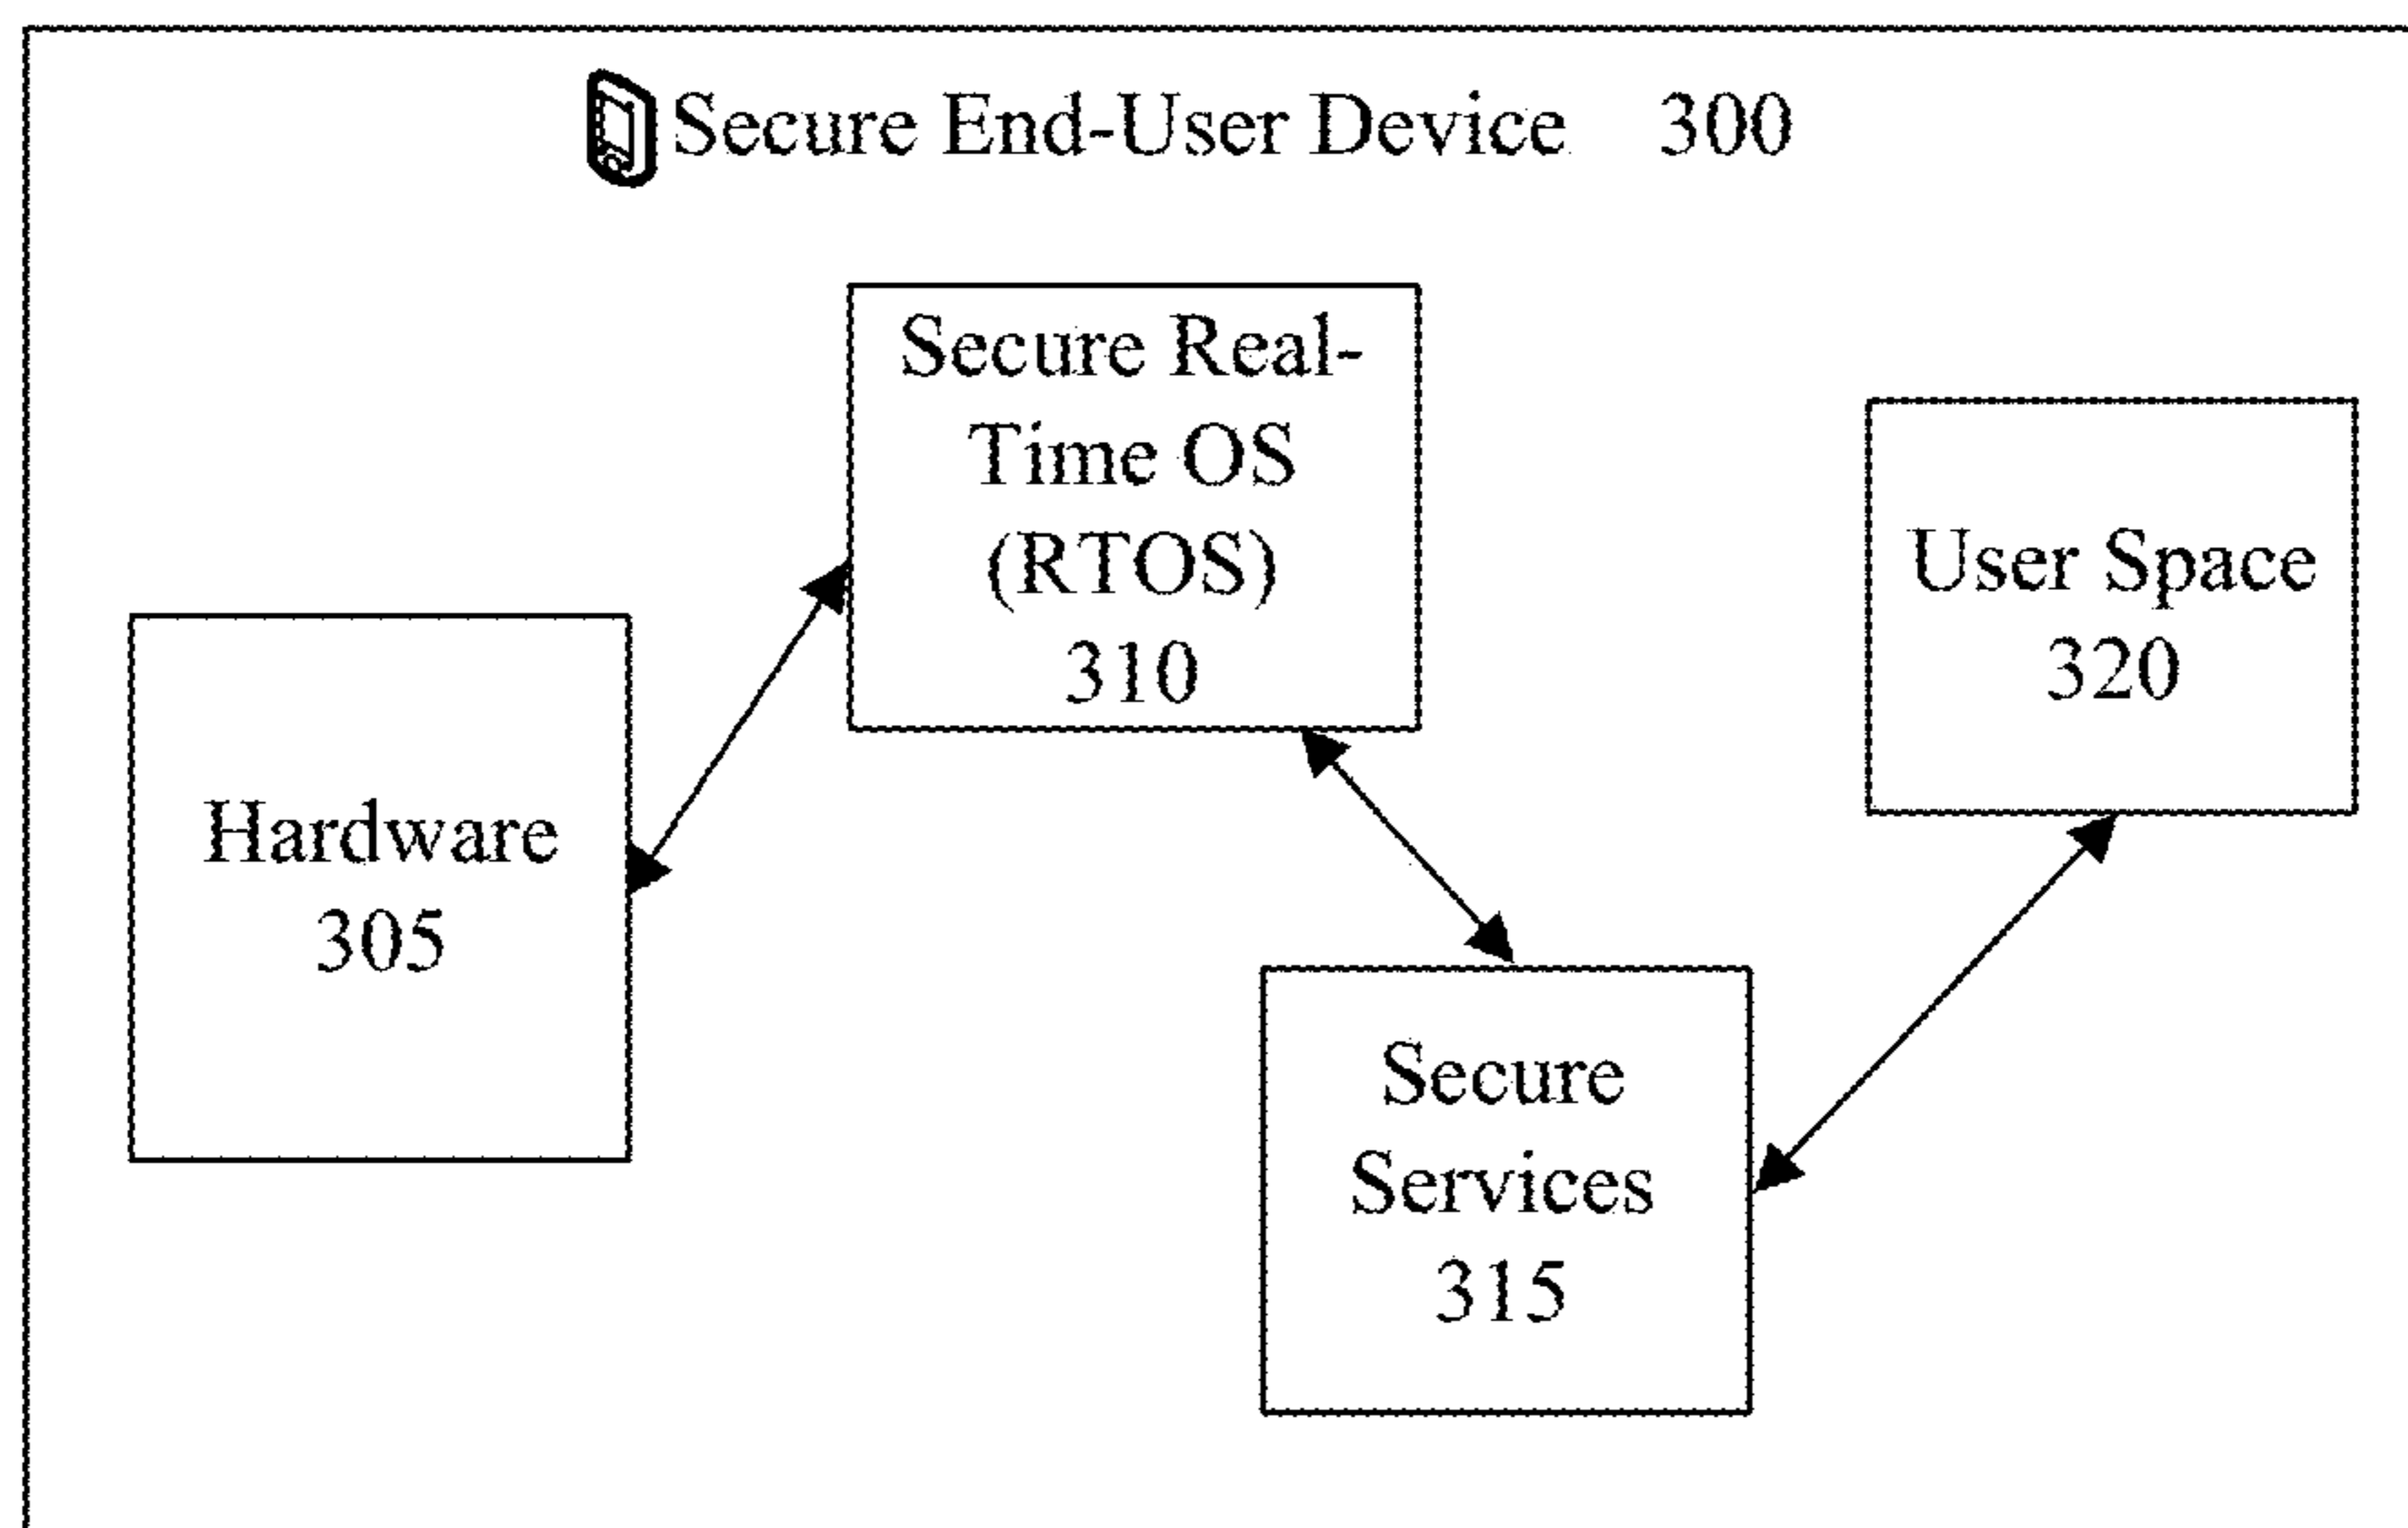 Secure End-User Device 300
Secure Real-
Time OS
(RTOS)
310
User Space
320
Hardware
305
Secure
Services
315